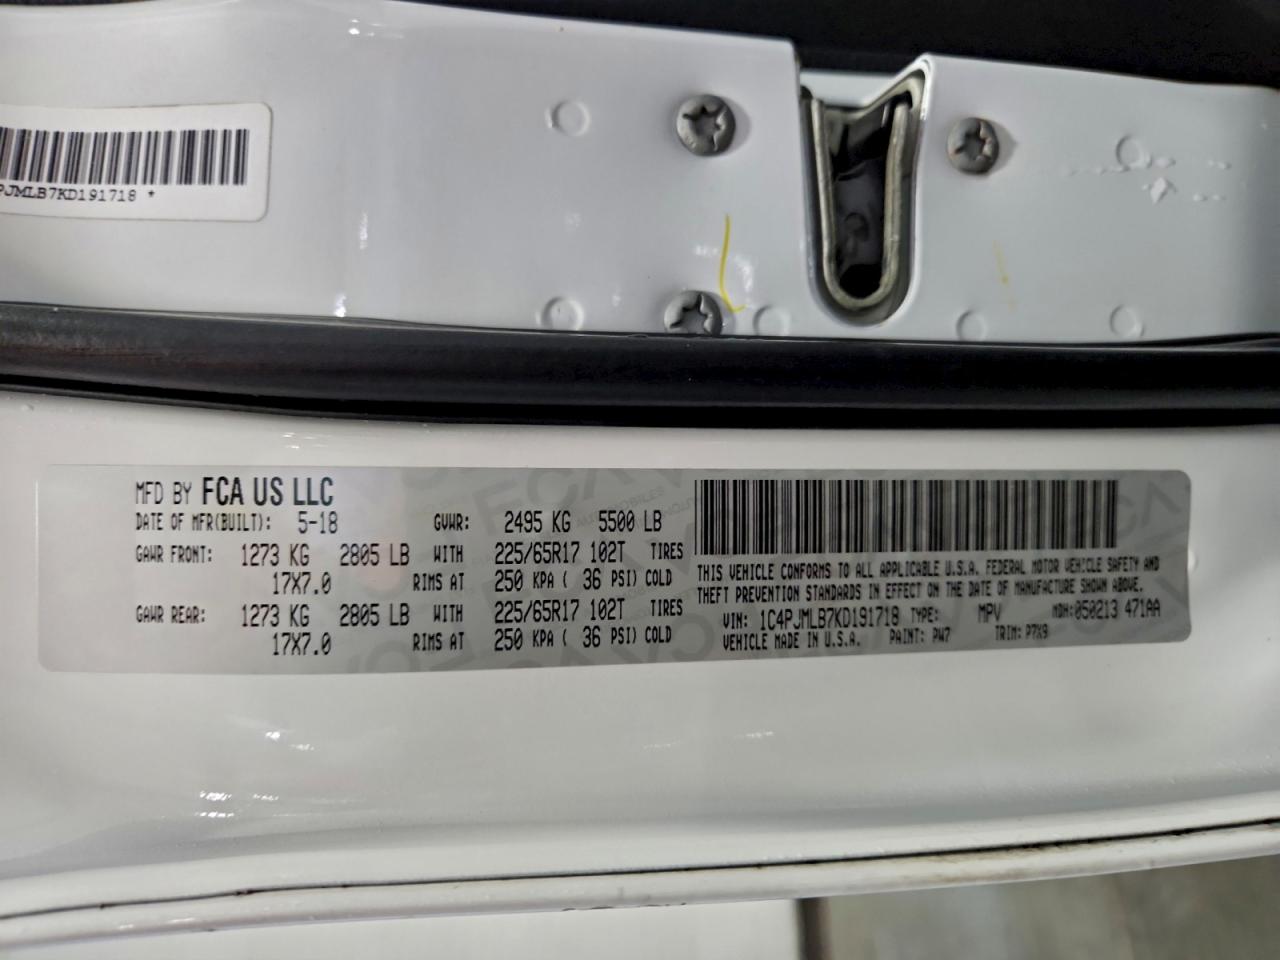 PJMLB7KD191718 *
MFD BY FCA US LLC
DATE OF MFR(BUILT): 5-18 GVWR: 2495 KG 5500 LB
GAWR FRONT: 1273 KG 2805 LB WITH 225/65R17 102T TIRES
17X7.0 RIMS AT 250 KPA ( 36 PSI) COLD
GAWR REAR: 1273 KG 2805 LB WITH 225/65R17 102T TIRES
17X7.0 RIMS AT 250 KPA ( 36 PSI) COLD
THIS VEHICLE CONFORMS TO ALL APPLICABLE U.S.A. FEDERAL MOTOR VEHICLE SAFETY AND
THEFT PREVENTION STANDARDS IN EFFECT ON THE DATE OF MANUFACTURE SHOWN ABOVE.
VIN: 1C4PJMLB7KD191718 TYPE: MPV MDH:050213 471AA
VEHICLE MADE IN U.S.A. PAINT: PW7 TRIM: P7X9